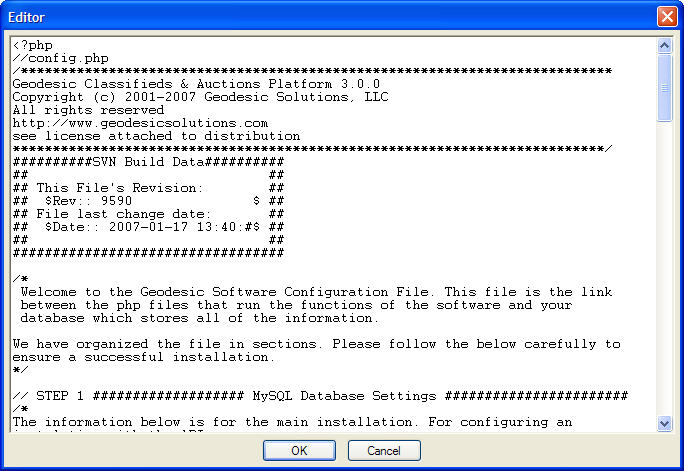 Editor
<?php
//config.php
/**************************************************************************
Geodesic Classifieds & Auctions Platform 3.0.0
Copyright (c) 2001-2007 Geodesic Solutions, LLC
All rights reserved
http://www.geodesicsolutions.com
see license attached to distribution
**************************************************************************/
##########SVN Build Data##########
## ##
## This File's Revision: ##
## $Rev:: 9590 $ ##
## File last change date: ##
## $Date:: 2007-01-17 13:40:#$ ##
## ##
##################################
/*
Welcome to the Geodesic Software Configuration File. This file is the link
between the php files that run the functions of the software and your
database which stores all of the information.
We have organized the file in sections. Please follow the below carefully to
ensure a successful installation.
*/
// STEP 1 ################### MySQL Database Settings #######################
/*
The information below is for the main installation. For configuring an
OK Cancel